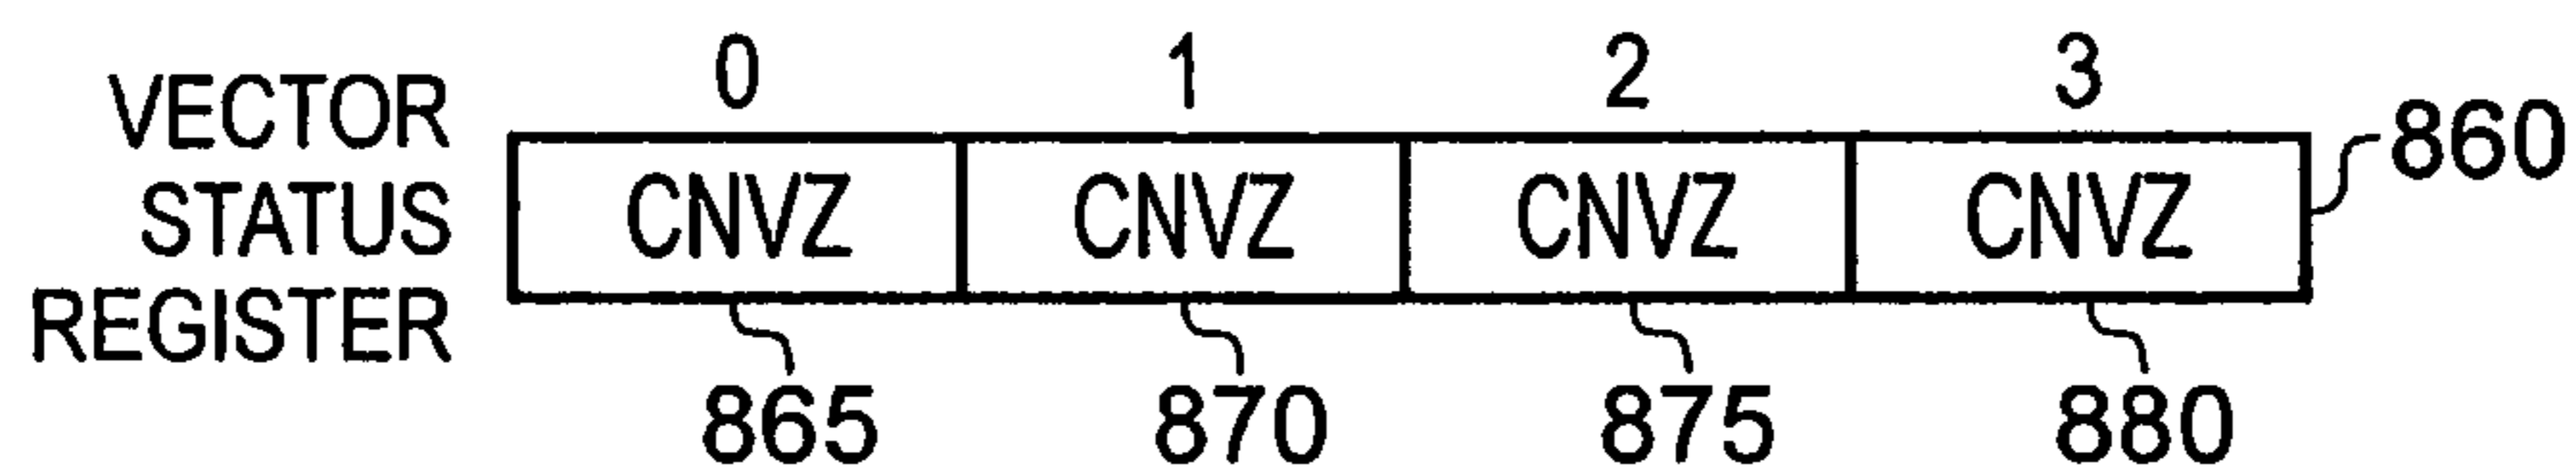 0 1 2 3
VECTOR
STATUS
REGISTER
CNVZ CNVZ CNVZ CNVZ
860
865 870 875 880